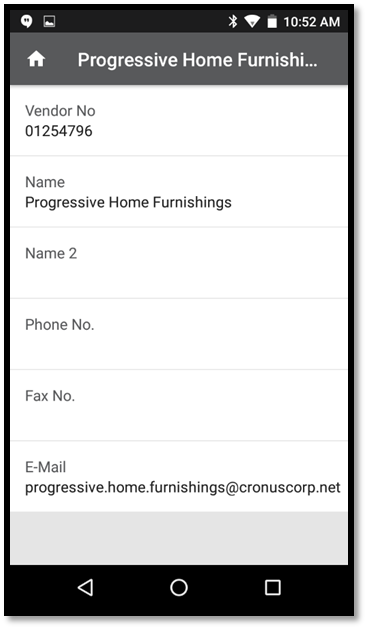 10:52 AM
Progressive Home Furnishi...
Vendor No
01254796
Name
Progressive Home Furnishings
Name 2
Phone No.
Fax No.
E-Mail
progressive.home.furnishings@cronuscorp.net